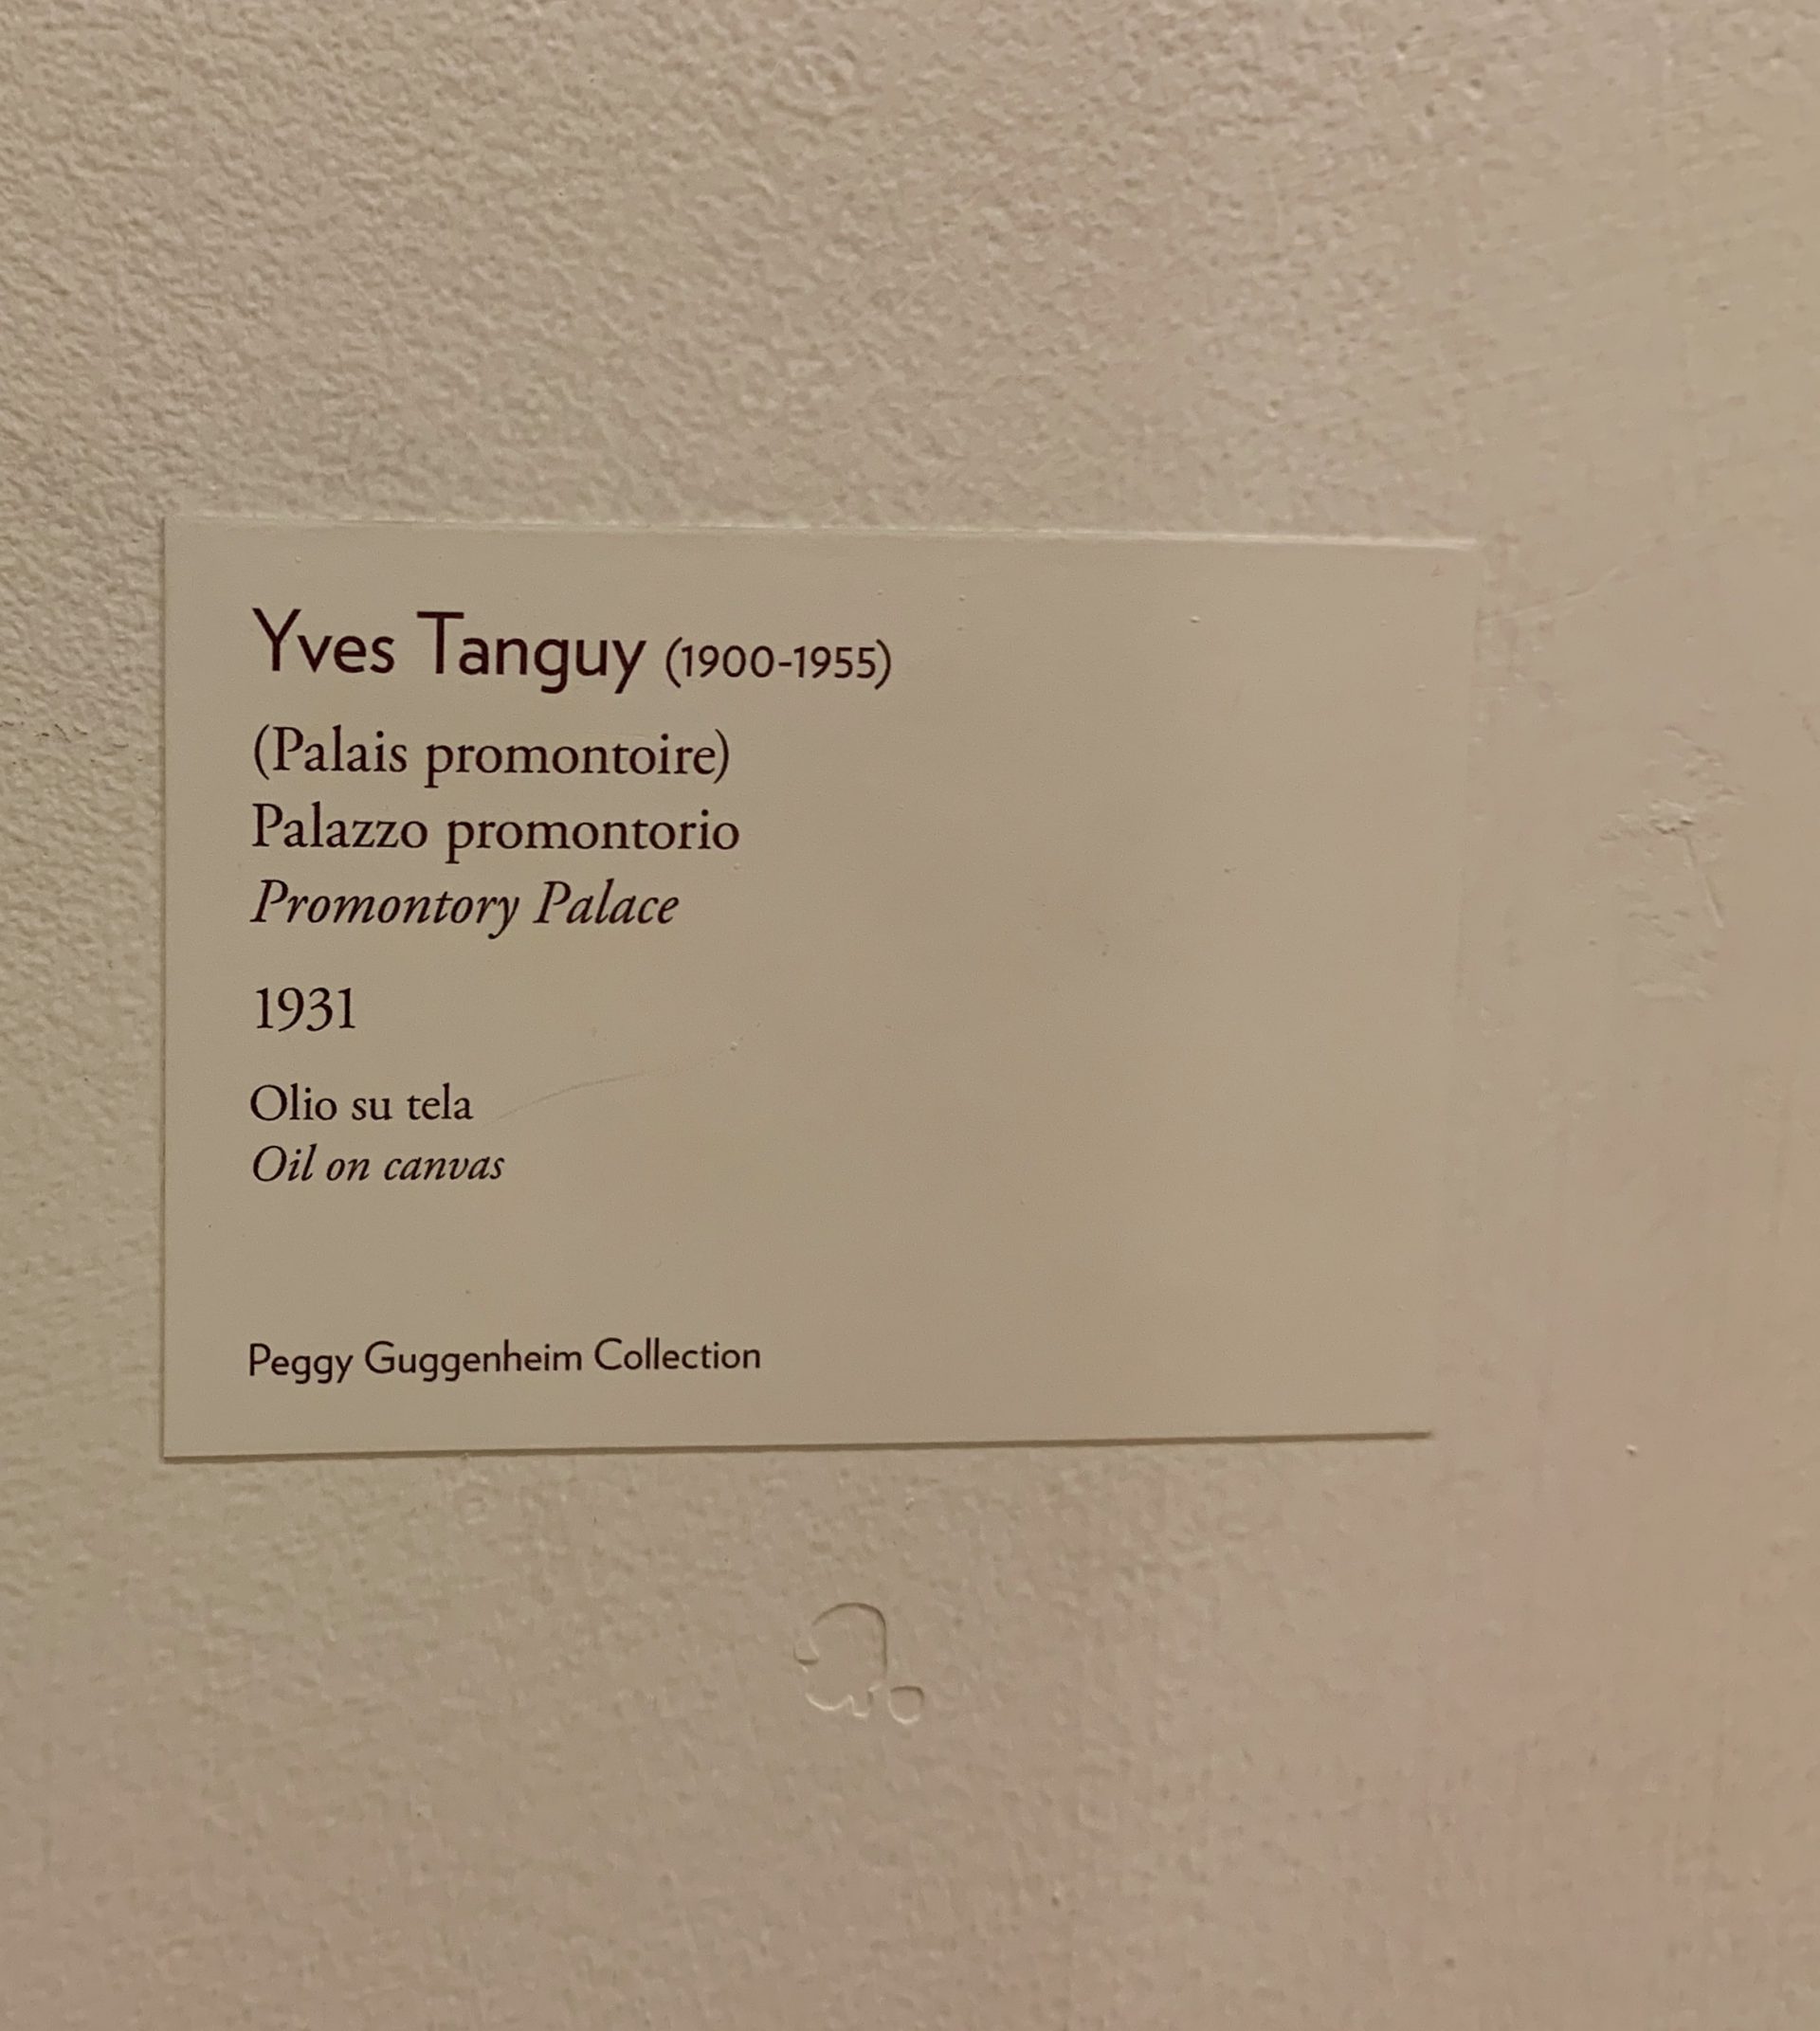 Yves Tanguy (1900-1955)
(Palais promontoire)
Palazzo promontorio
Promontory Palace
1931
Olio su tela
Oil on canvas
Peggy Guggenheim Collection